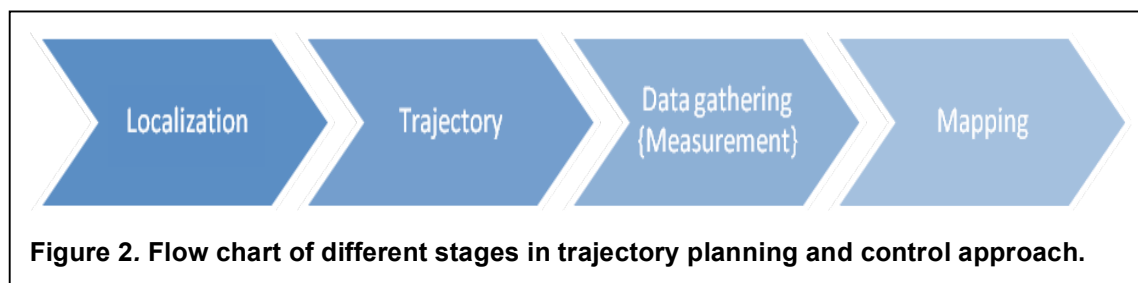 Localization
Trajectory
Data gathering
{Measurement}
Mapping
Figure 2. Flow chart of different stages in trajectory planning and control approach.